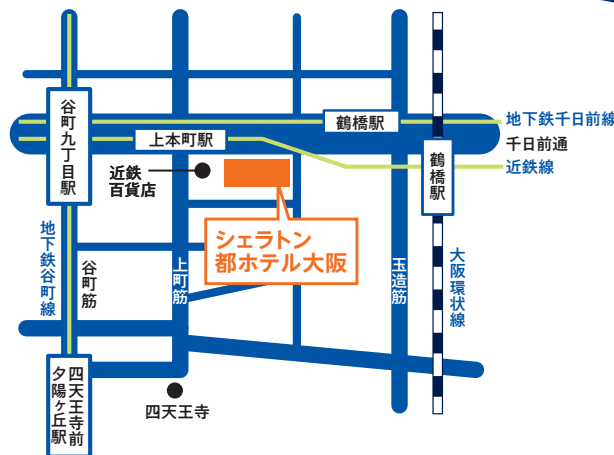 谷町九丁目駅
鶴橋駅
地下鉄千日前線
上本町駅
千日前通
近鉄線
近鉄
百貨店
鶴橋駅
シェラトン
都ホテル大阪
地下鉄谷町線
谷町筋
上町筋
玉造筋
大阪環状線
四天王寺前
夕陽ヶ丘駅
四天王寺